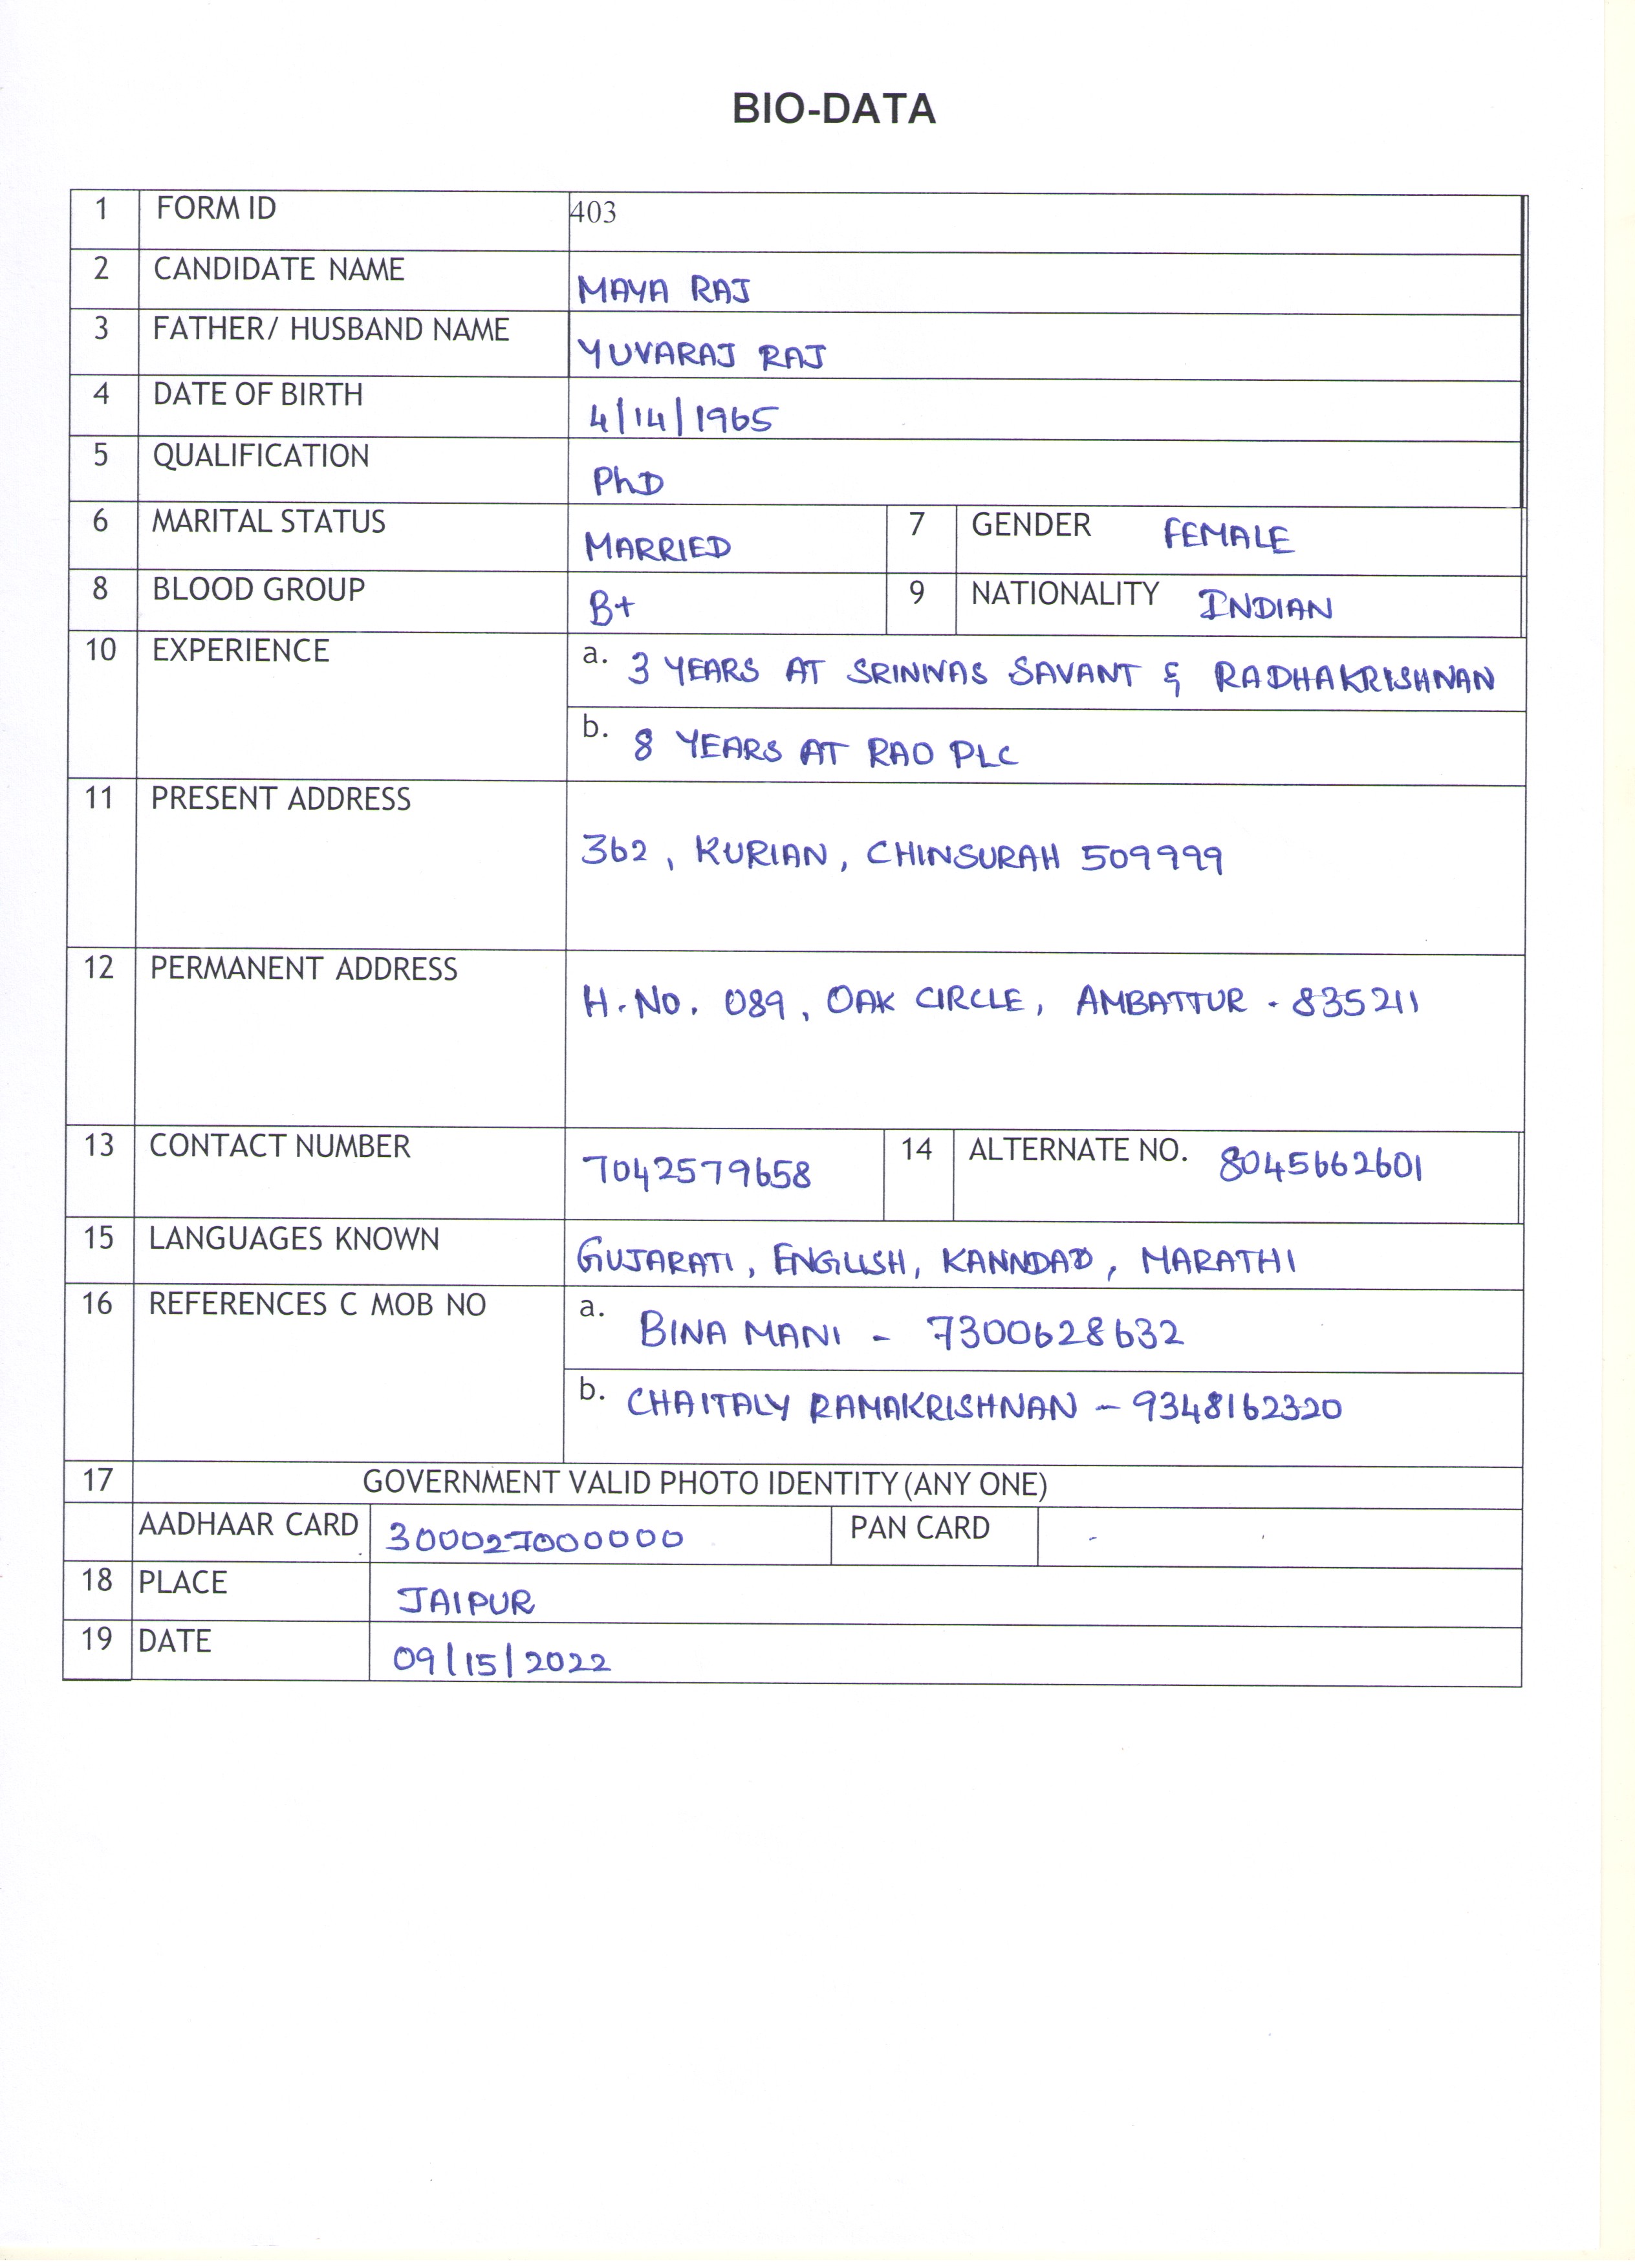 BIO-DATA
1 FORM ID 403
2 CANDIDATE NAME MAYA RAJ
3 FATHER/ HUSBAND NAME YUVARAJ RAJ
4 DATE OF BIRTH 4/14/1965
5 QUALIFICATION PhD
6 MARITAL STATUS MARRIED 7 GENDER FEMALE
8 BLOOD GROUP B+ 9 NATIONALITY INDIAN
10 EXPERIENCE a. 3 YEARS AT SRINIVAS SAVANT & RADHAKRISHNAN
b. 8 YEARS AT RAO PLC
11 PRESENT ADDRESS
362, KURIAN, CHINSURAH 509999
12 PERMANENT ADDRESS
H.NO. 089, OAK CIRCLE, AMBATTUR - 835211
13 CONTACT NUMBER 7042579658 14 ALTERNATE NO. 8045662601
15 LANGUAGES KNOWN GUJARATI, ENGLISH, KANNDAD, MARATHI
16 REFERENCES C MOB NO a. BINA MANI - 7300628632
b. CHAITALY RAMAKRISHNAN - 9348162320
17 GOVERNMENT VALID PHOTO IDENTITY (ANY ONE)
AADHAAR CARD 300027000000 PAN CARD -
18 PLACE JAIPUR
19 DATE 09/15/2022